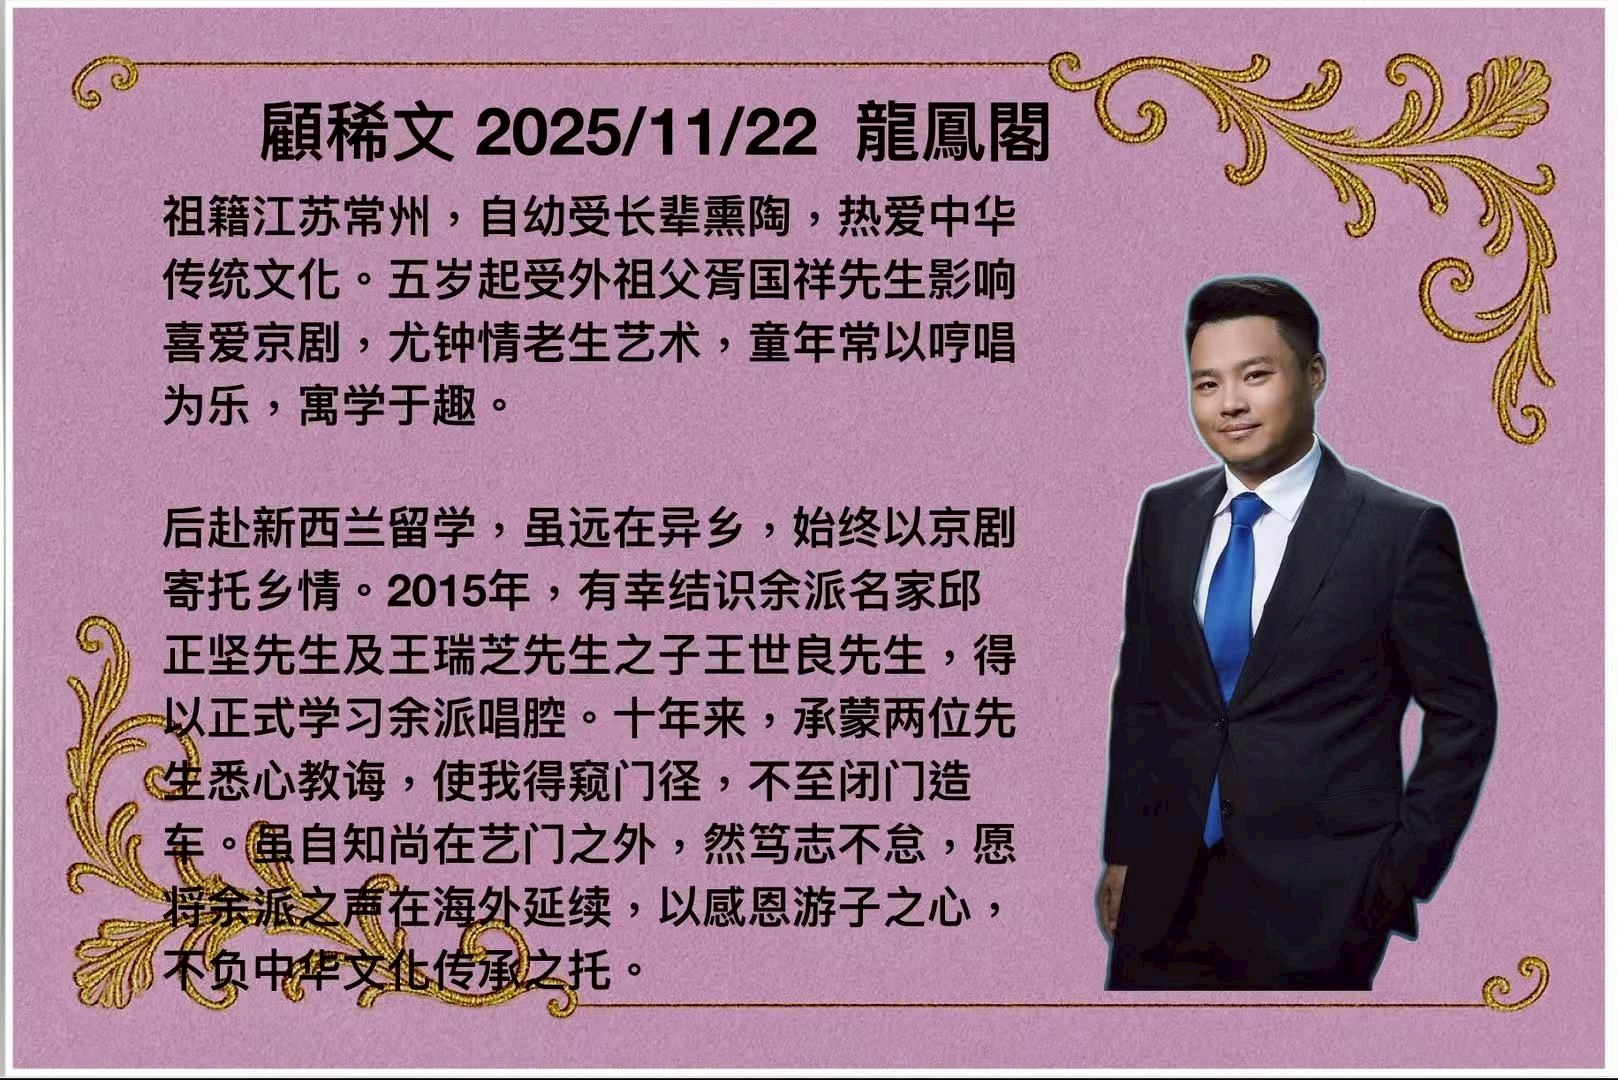 顧稀文 2025/11/22 龍鳳閣
祖籍江苏常州，自幼受长辈熏陶，热爱中华
传统文化。五岁起受外祖父胥国祥先生影响
喜爱京剧，尤钟情老生艺术，童年常以哼唱
为乐，寓学于趣。
后赴新西兰留学，虽远在异乡，始终以京剧
寄托乡情。2015年，有幸结识余派名家邱
正坚先生及王瑞芝先生之子王世良先生，得
以正式学习余派唱腔。十年来，承蒙两位先
生悉心教诲，使我得窥门径，不至闭门造
车。虽自知尚在艺门之外，然笃志不怠，愿
将余派之声在海外延续，以感恩游子之心，
不负中华文化传承之托。